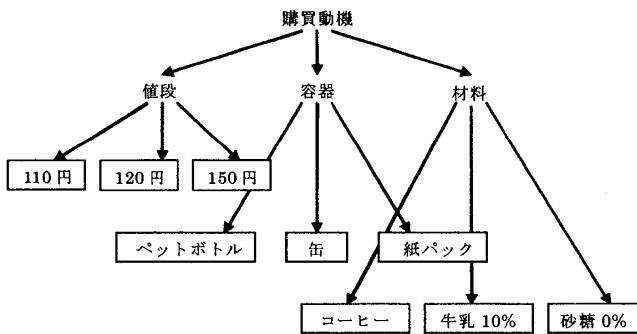 購買動機
値段
容器
材料
110円
120円
150円
ペットボトル
缶
紙パック
コーヒー
牛乳10%
砂糖0%